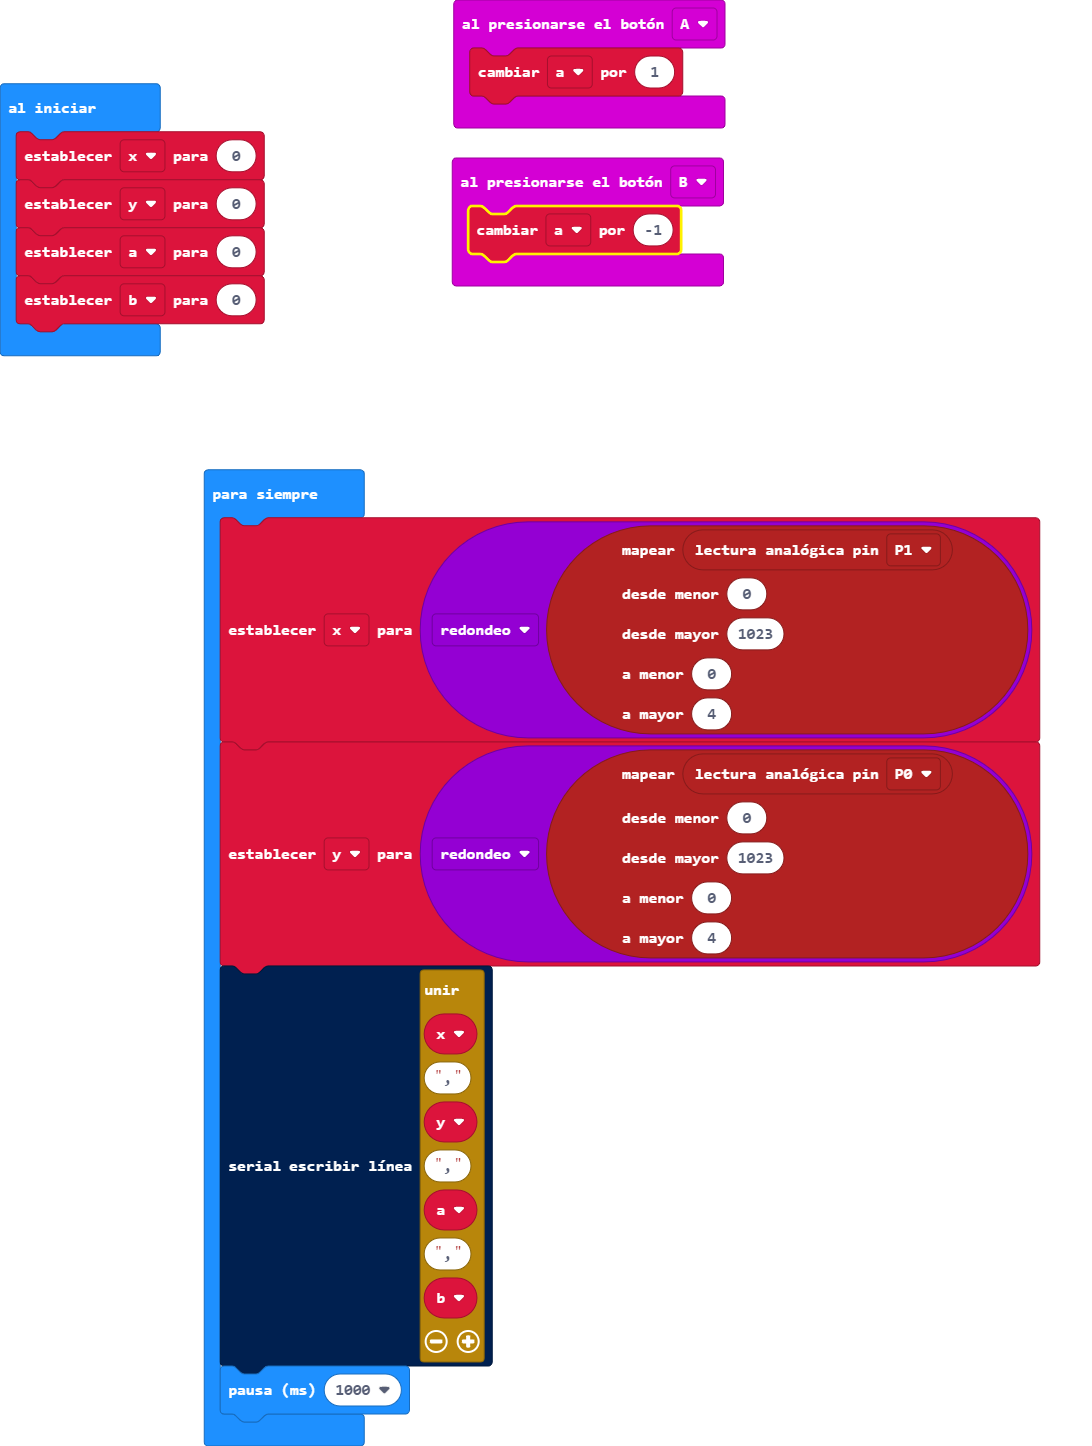 al iniciar
establecer x para 0
establecer y para 0
establecer a para 0
establecer b para 0
al presionarse el botón A
cambiar a por 1
al presionarse el botón B
cambiar a por -1
para siempre
establecer x para redondeo
mapear lectura analógica pin P1
desde menor 0
desde mayor 1023
a menor 0
a mayor 4
establecer y para redondeo
mapear lectura analógica pin P0
desde menor 0
desde mayor 1023
a menor 0
a mayor 4
serial escribir línea
unir
x
","
y
","
a
","
b
pausa (ms) 1000